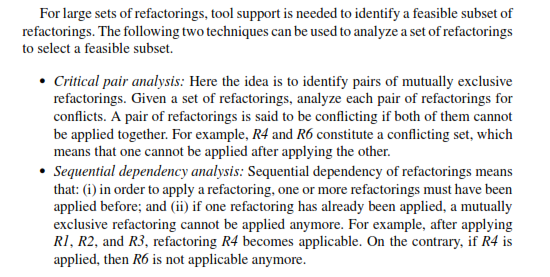 For large sets of refactorings, tool support is needed to identify a feasible subset of
refactorings. The following two techniques can be used to analyze a set of refactorings
to select a feasible subset.
• Critical pair analysis: Here the idea is to identify pairs of mutually exclusive
refactorings. Given a set of refactorings, analyze each pair of refactorings for
conflicts. A pair of refactorings is said to be conflicting if both of them cannot
be applied together. For example, R4 and R6 constitute a conflicting set, which
means that one cannot be applied after applying the other.
• Sequential dependency analysis: Sequential dependency of refactorings means
that: (i) in order to apply a refactoring, one or more refactorings must have been
applied before; and (ii) if one refactoring has already been applied, a mutually
exclusive refactoring cannot be applied anymore. For example, after applying
R1, R2, and R3, refactoring R4 becomes applicable. On the contrary, if R4 is
applied, then R6 is not applicable anymore.